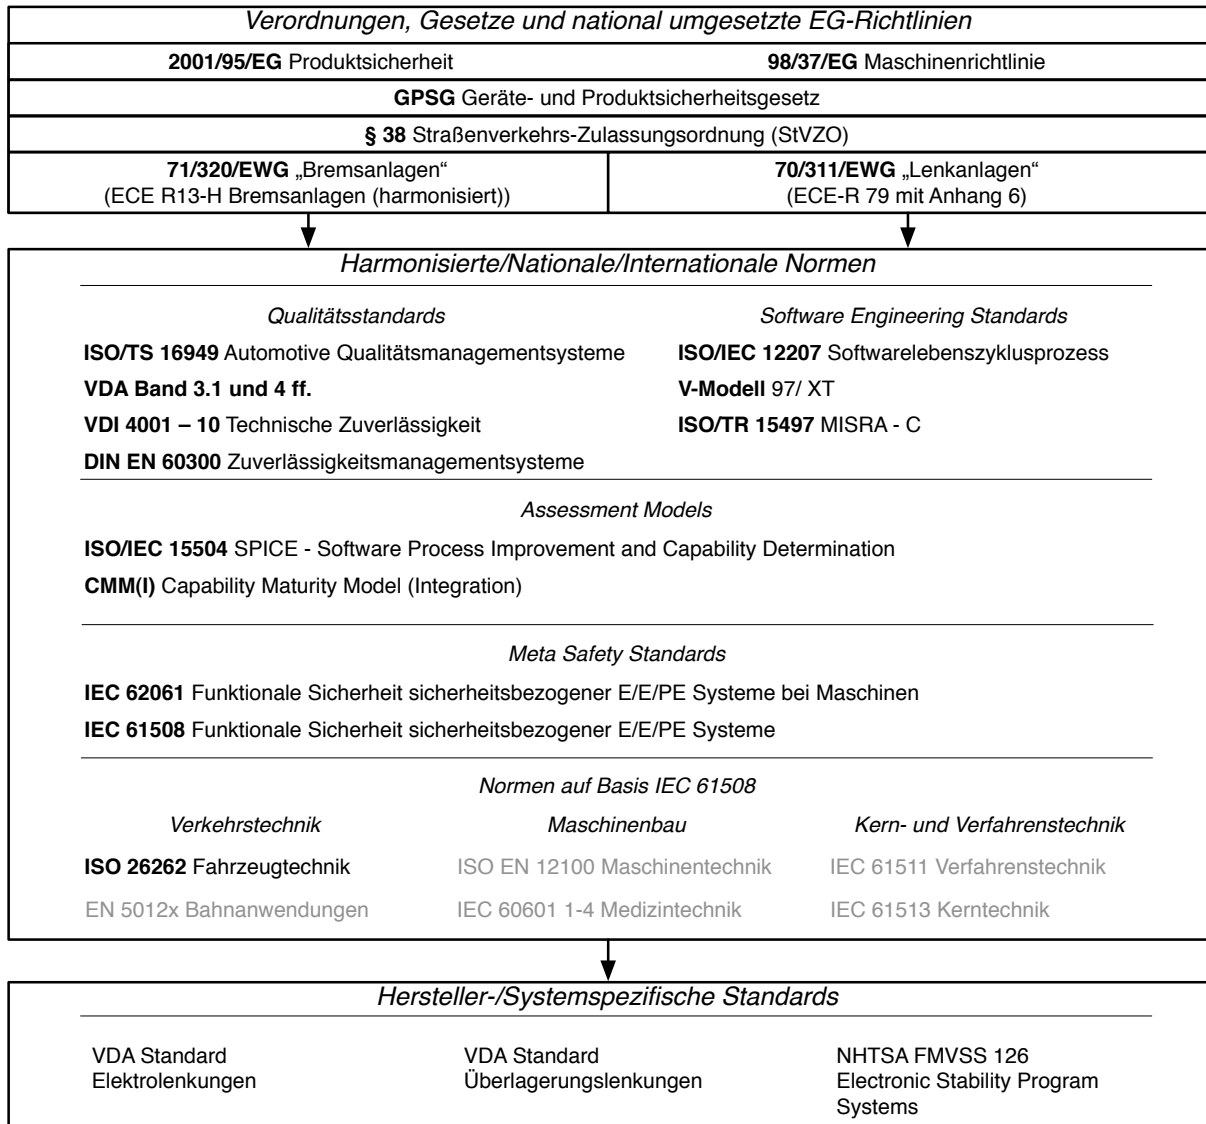 Verordnungen, Gesetze und national umgesetzte EG-Richtlinien
2001/95/EG Produktsicherheit
98/37/EG Maschinenrichtlinie
GPSG Geräte- und Produktsicherheitsgesetz
§ 38 Straßenverkehrs-Zulassungsordnung (StVZO)
71/320/EWG „Bremsanlagen“
(ECE R13-H Bremsanlagen (harmonisiert))
70/311/EWG „Lenkanlagen“
(ECE-R 79 mit Anhang 6)
Harmonisierte/Nationale/Internationale Normen
Qualitätsstandards
ISO/TS 16949 Automotive Qualitätsmanagementsysteme
VDA Band 3.1 und 4 ff.
VDI 4001 – 10 Technische Zuverlässigkeit
DIN EN 60300 Zuverlässigkeitsmanagementsysteme
Software Engineering Standards
ISO/IEC 12207 Softwarelebenszyklusprozess
V-Modell 97/ XT
ISO/TR 15497 MISRA - C
Assessment Models
ISO/IEC 15504 SPICE - Software Process Improvement and Capability Determination
CMM(I) Capability Maturity Model (Integration)
Meta Safety Standards
IEC 62061 Funktionale Sicherheit sicherheitsbezogener E/E/PE Systeme bei Maschinen
IEC 61508 Funktionale Sicherheit sicherheitsbezogener E/E/PE Systeme
Normen auf Basis IEC 61508
Verkehrstechnik
ISO 26262 Fahrzeugtechnik
EN 5012x Bahnanwendungen
Maschinenbau
ISO EN 12100 Maschinentechnik
IEC 60601 1-4 Medizintechnik
Kern- und Verfahrenstechnik
IEC 61511 Verfahrenstechnik
IEC 61513 Kerntechnik
Hersteller-/Systemspezifische Standards
VDA Standard
Elektrolenkungen
VDA Standard
Überlagerungslenkungen
NHTSA FMVSS 126
Electronic Stability Program
Systems